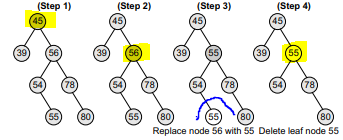 (Step 1) (Step 2) (Step 3) (Step 4)
45 45 45 45
39 56 39 56 39 55 39 55
54 78 54 78 54 78 54 78
55 80 55 80 55 80 80
Replace node 56 with 55 Delete leaf node 55